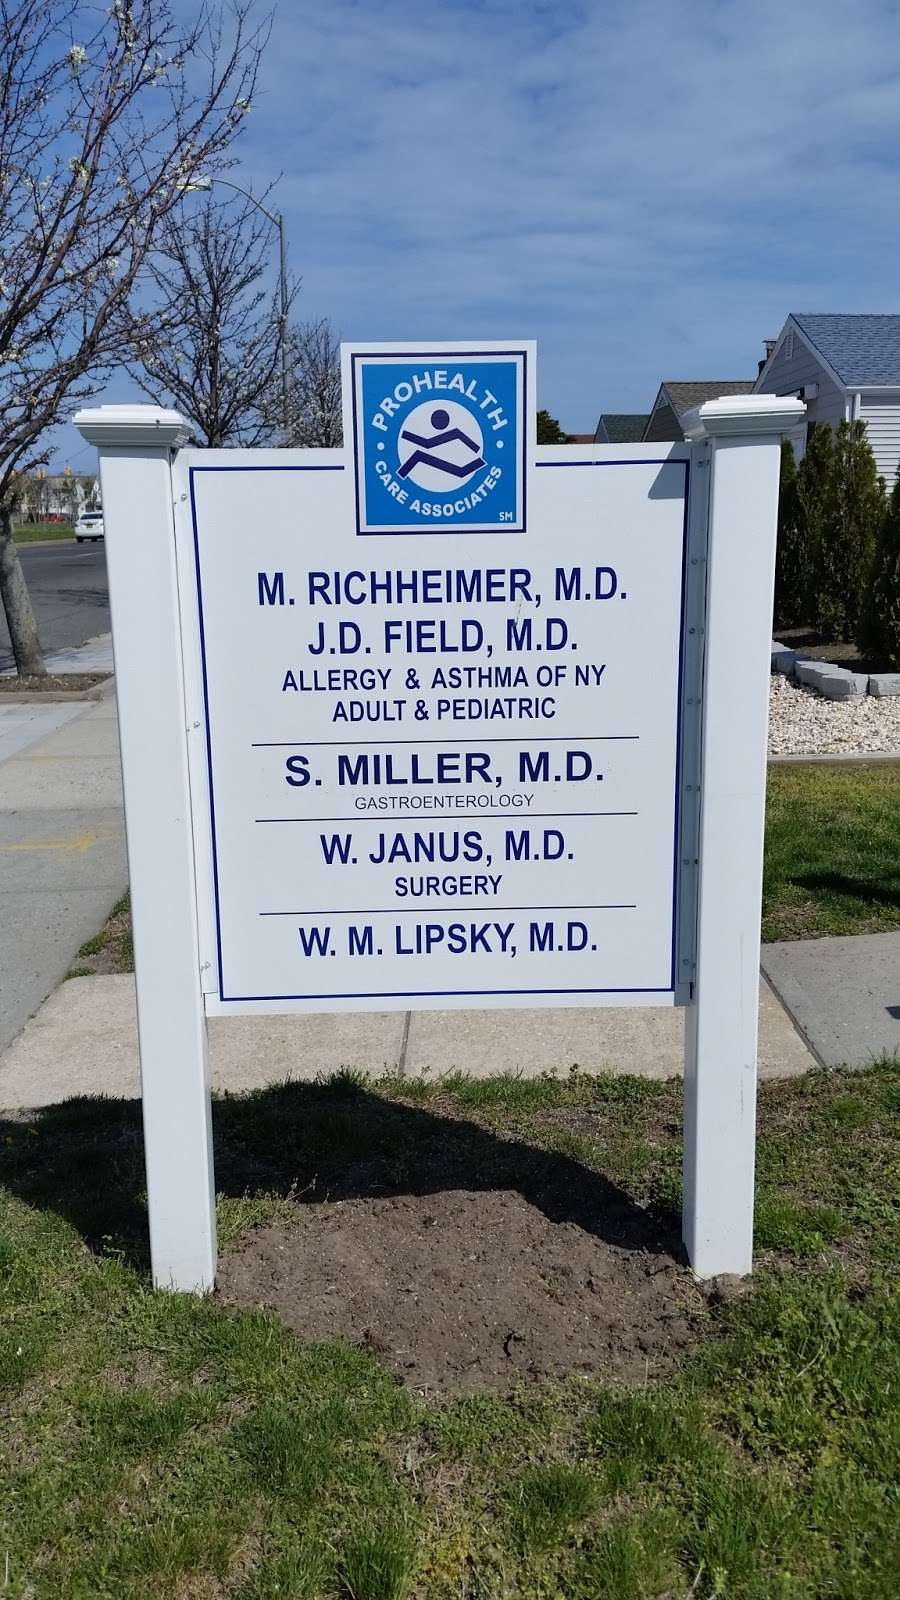 PROHEALTH
CARE ASSOCIATES
SM
M. RICHHEIMER, M.D.
J.D. FIELD, M.D.
ALLERGY & ASTHMA OF NY
ADULT & PEDIATRIC
S. MILLER, M.D.
GASTROENTEROLOGY
W. JANUS, M.D.
SURGERY
W. M. LIPSKY, M.D.